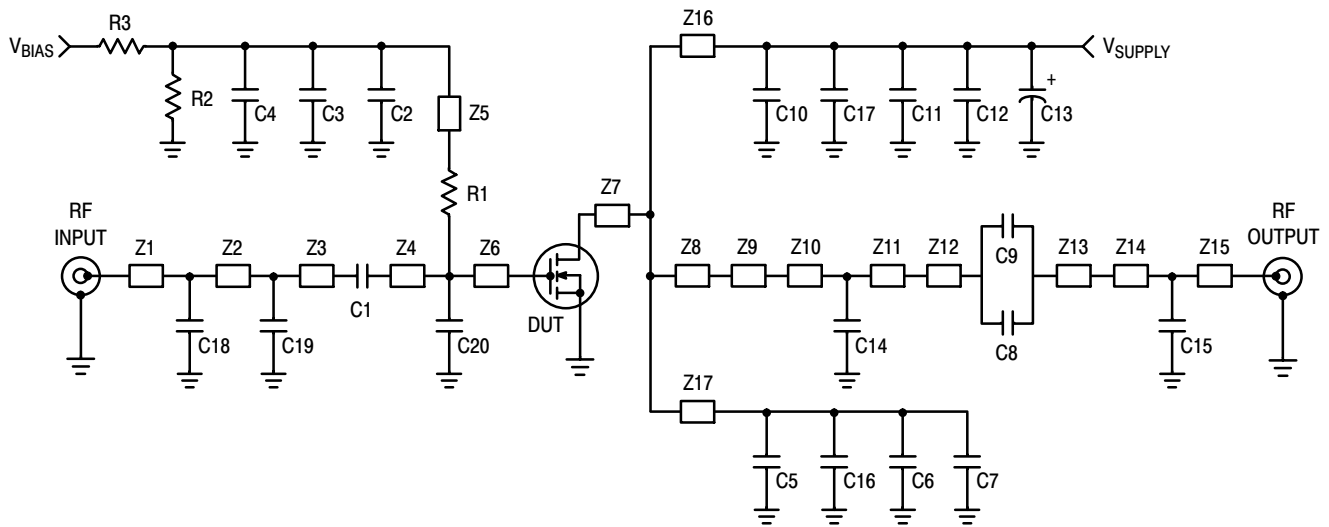 R3
Z16
V_BIAS
V_SUPPLY
R2
C4
C3
C2
Z5
C10
C17
C11
C12
+
C13
R1
Z7
RF
INPUT
Z1
Z2
Z3
Z4
Z6
Z8
Z9
Z10
Z11
Z12
C9
Z13
Z14
Z15
RF
OUTPUT
C1
DUT
C18
C19
C20
C14
C8
C15
Z17
C5
C16
C6
C7